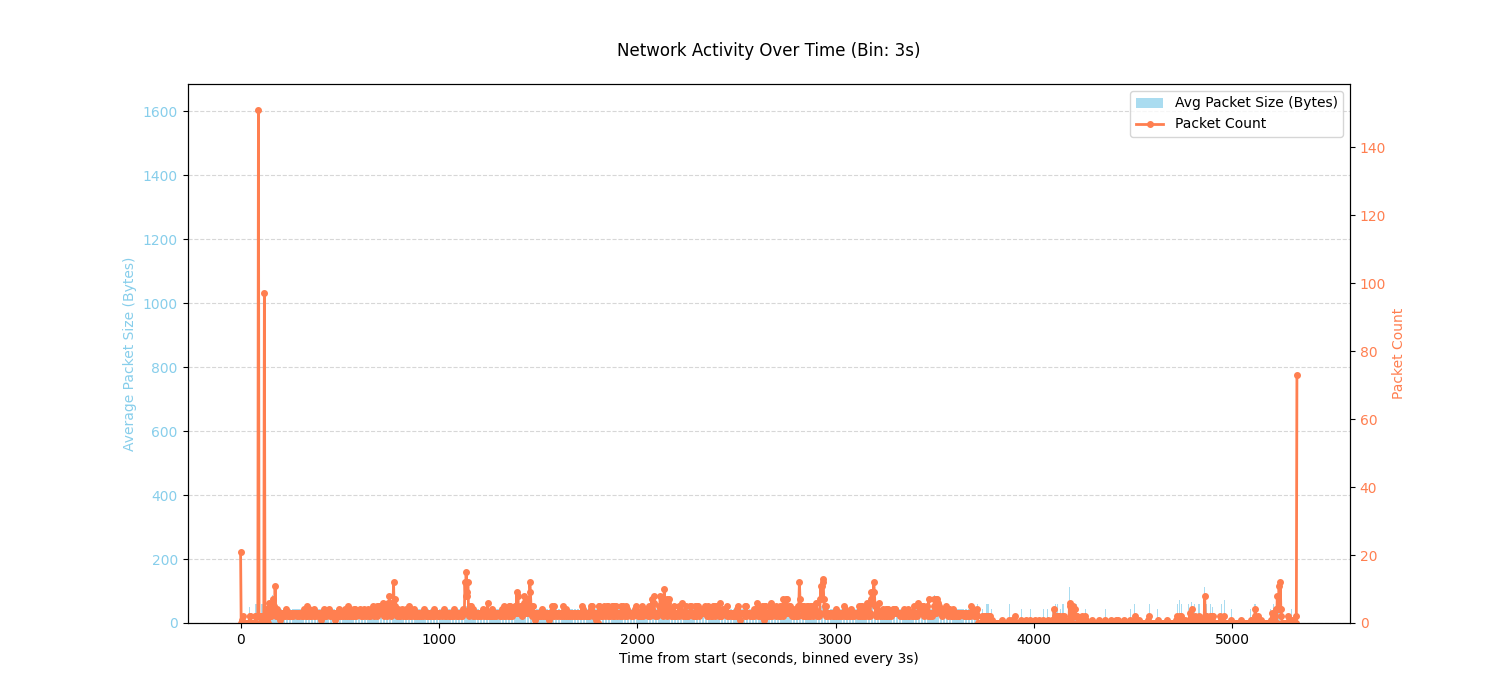 Network Activity Over Time (Bin: 3s)
Avg Packet Size (Bytes)
Packet Count
Average Packet Size (Bytes)
1600
1400
1200
1000
800
600
400
200
0
140
120
100
80
60
40
20
0
Packet Count
0 1000 2000 3000 4000 5000
Time from start (seconds, binned every 3s)